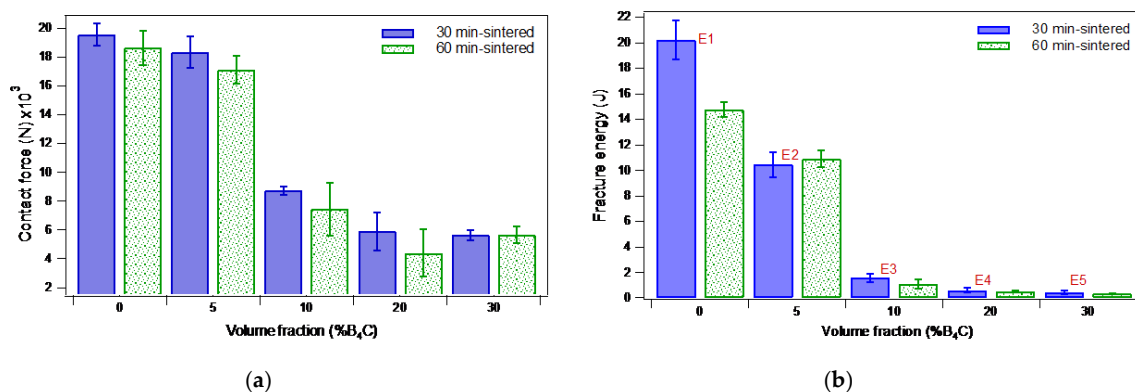 20
18
16
14
12
10
8
6
4
2
Contact force (N) x10³
30 min-sintered
60 min-sintered
0 5 10 20 30
Volume fraction (%B₄C)
(a)
22
20
18
16
14
12
10
8
6
4
2
0
Fracture energy (J)
30 min-sintered
60 min-sintered
E1
E2
E3
E4
E5
0 5 10 20 30
Volume fraction (%B₄C)
(b)